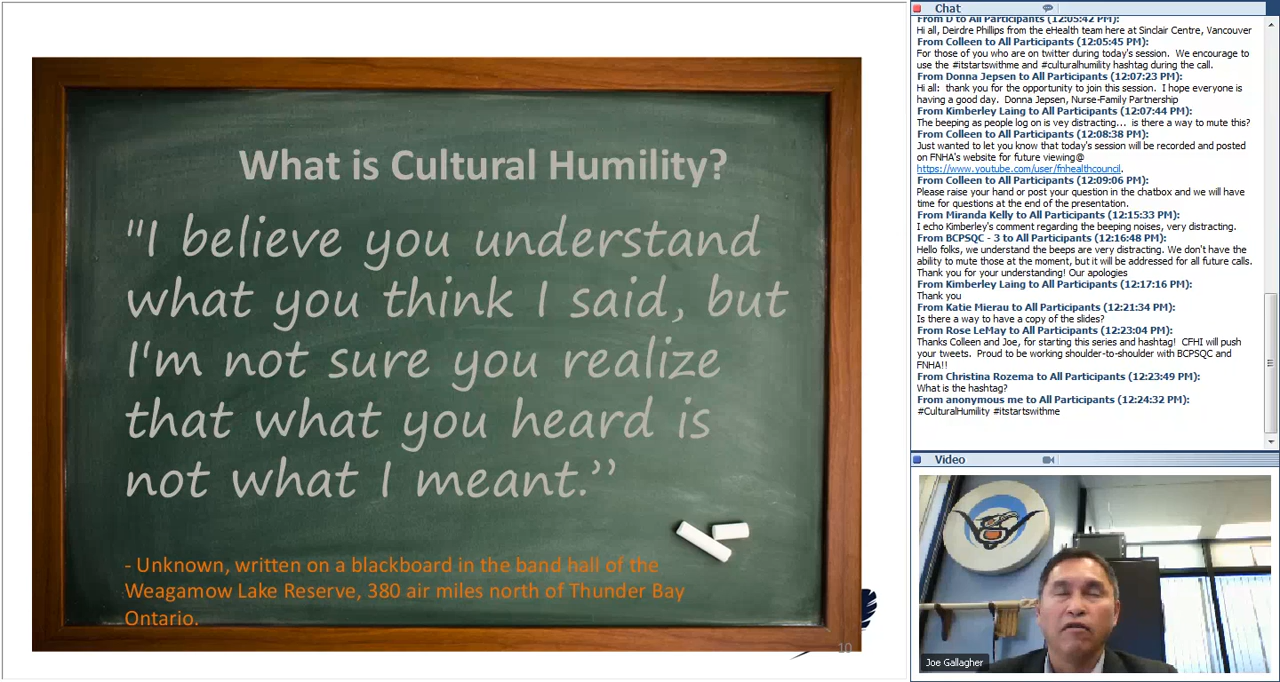 What is Cultural Humility?
"I believe you understand
what you think I said, but
I'm not sure you realize
that what you heard is
not what I meant.’’
- Unknown, written on a blackboard in the band hall of the
Weagamow Lake Reserve, 380 air miles north of Thunder Bay
Ontario.
10
Chat
From D to All Participants (12:05:42 PM):
Hi all, Deirdre Phillips from the eHealth team here at Sinclair Centre, Vancouver
From Colleen to All Participants (12:05:45 PM):
For those of you who are on twitter during today's session. We encourage to
use the #itstartswithme and #culturalhumility hashtag during the call.
From Donna Jepsen to All Participants (12:07:23 PM):
Hi all: thank you for the opportunity to join this session. I hope everyone is
having a good day. Donna Jepsen, Nurse-Family Partnership
From Kimberley Laing to All Participants (12:07:44 PM):
The beeping as people log on is vey distracting... is there a way to mute this?
From Colleen to All Participants (12:08:38 PM):
Just wanted to let you know that today's session will be recorded and posted
on FNHA's website for future viewing@
https://www.youtube.com/user/fnhealthcouncil.
From Colleen to All Participants (12:09:06 PM):
Please raise your hand or post your question in the chatbox and we will have
time for questions at the end of the presentation.
From Miranda Kelly to All Participants (12:15:33 PM):
I echo Kimberley's comment regarding the beeping noises, very distracting.
From BCPSQC - 3 to All Participants (12:16:48 PM):
Hello folks, we understand the beeps are very distracting. We don't have the
ability to mute those at the moment, but it will be addressed for all future calls.
Thank you for your understanding! Our apologies
From Kimberley Laing to All Participants (12:17:16 PM):
Thank you
From Katie Mierau to All Participants (12:21:34 PM):
Is there a way to have a copy of the slides?
From Rose LeMay to All Participants (12:23:04 PM):
Thanks Colleen and Joe, for starting this series and hashtag! CFHI will push
your tweets. Proud to be working shoulder-to-shoulder with BCPSQC and
FNHA!!
From Christina Rozema to All Participants (12:23:49 PM):
What is the hashtag?
From anonymous me to All Participants (12:24:32 PM):
#CulturalHumility #itstartswithme
Video
Joe Gallagher